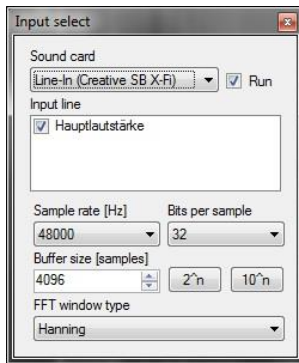 Input select
Sound card
Line-In (Creative SB X-Fi)
Run
Input line
Hauptlautstärke
Sample rate [Hz]
Bits per sample
48000
32
Buffer size [samples]
4096
2^n
10^n
FFT window type
Hanning